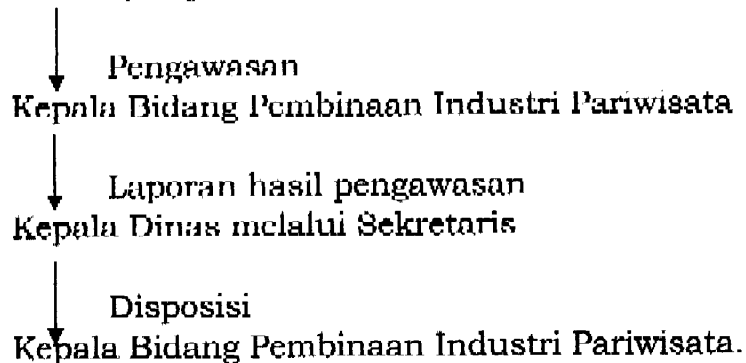 Pengawasan
Kepala Bidang Pembinaan Industri Pariwisata
Laporan hasil pengawasan
Kepala Dinas melalui Sekretaris
Disposisi
Kepala Bidang Pembinaan Industri Pariwisata.